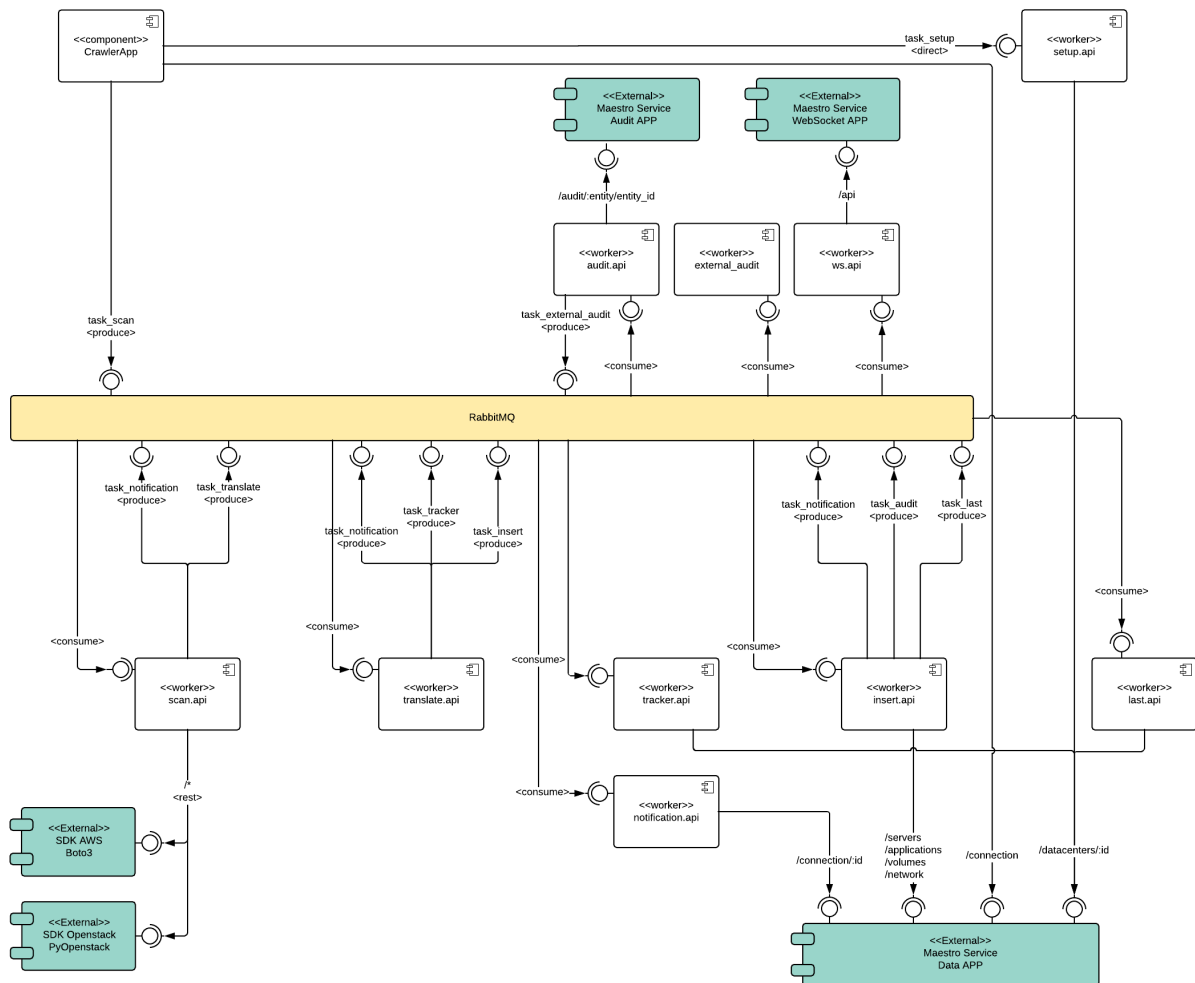 <<component>>
CrawlerApp
task_setup
<direct>
<<worker>>
setup.api
<<External>>
Maestro Service
Audit APP
<<External>>
Maestro Service
WebSocket APP
/audit/:entity/entity_id
/api
<<worker>>
audit.api
<<worker>>
external_audit
<<worker>>
ws.api
task_scan
<produce>
task_external_audit
<produce>
<consume>
<consume>
<consume>
RabbitMQ
task_notification
<produce>
task_translate
<produce>
task_notification
<produce>
task_tracker
<produce>
task_insert
<produce>
task_notification
<produce>
task_audit
<produce>
task_last
<produce>
<consume>
<consume>
<consume>
<consume>
<consume>
<<worker>>
scan.api
<<worker>>
translate.api
<<worker>>
tracker.api
<<worker>>
insert.api
<<worker>>
last.api
/*
<rest>
<consume>
<<worker>>
notification.api
<<External>>
SDK AWS
Boto3
/connection/:id
/servers
/applications
/volumes
/network
/connection
/datacenters/:id
<<External>>
SDK Openstack
PyOpenstack
<<External>>
Maestro Service
Data APP